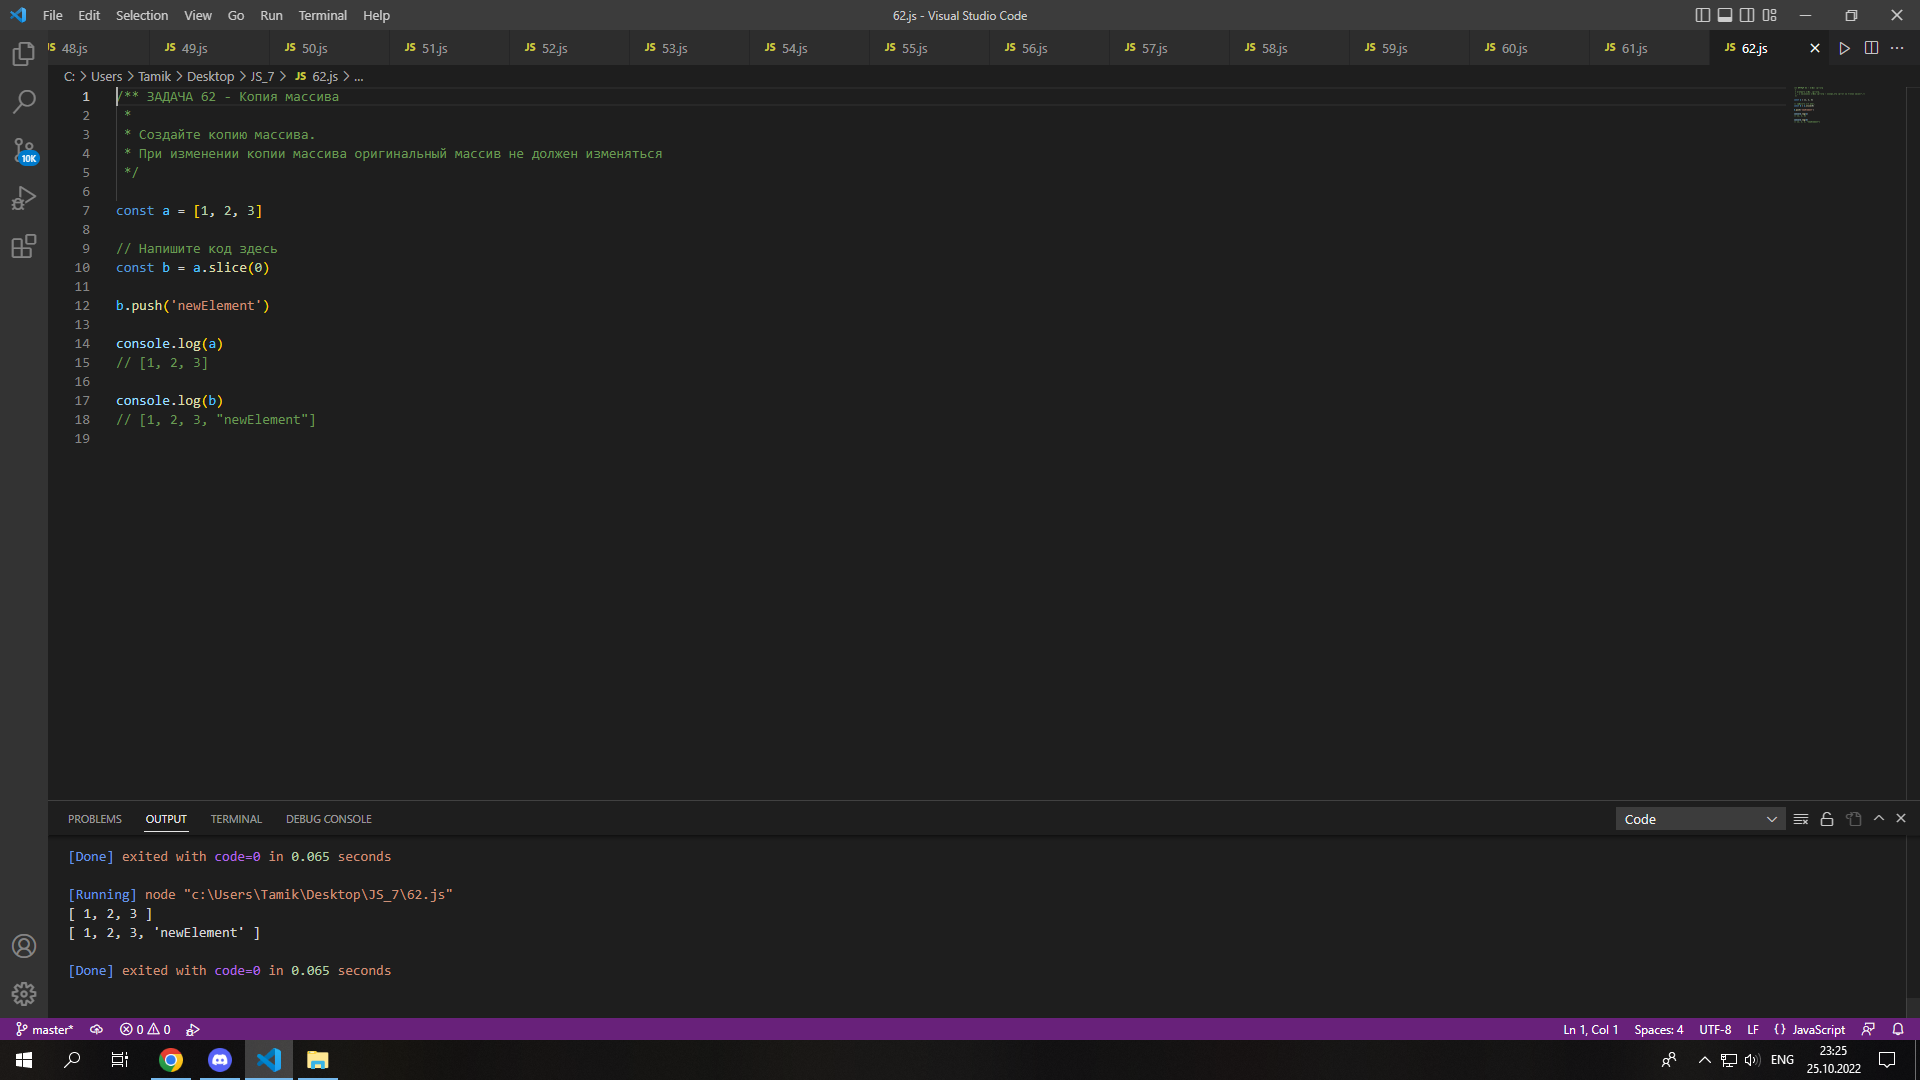 File Edit Selection View Go Run Terminal Help 62.js - Visual Studio Code
JS 48.js JS 49.js JS 50.js JS 51.js JS 52.js JS 53.js JS 54.js JS 55.js JS 56.js JS 57.js JS 58.js JS 59.js JS 60.js JS 61.js JS 62.js
C: > Users > Tamik > Desktop > JS_7 > JS 62.js > ...
1 /** ЗАДАЧА 62 - Копия массива
2 *
3 * Создайте копию массива.
4 * При изменении копии массива оригинальный массив не должен изменяться
5 */
6
7 const a = [1, 2, 3]
8
9 // Напишите код здесь
10 const b = a.slice(0)
11
12 b.push('newElement')
13
14 console.log(a)
15 // [1, 2, 3]
16
17 console.log(b)
18 // [1, 2, 3, "newElement"]
19
10K
PROBLEMS OUTPUT TERMINAL DEBUG CONSOLE Code
[Done] exited with code=0 in 0.065 seconds
[Running] node "c:\Users\Tamik\Desktop\JS_7\62.js"
[ 1, 2, 3 ]
[ 1, 2, 3, 'newElement' ]
[Done] exited with code=0 in 0.065 seconds
master* 0 0 Ln 1, Col 1 Spaces: 4 UTF-8 LF {} JavaScript
ENG 23:25
25.10.2022